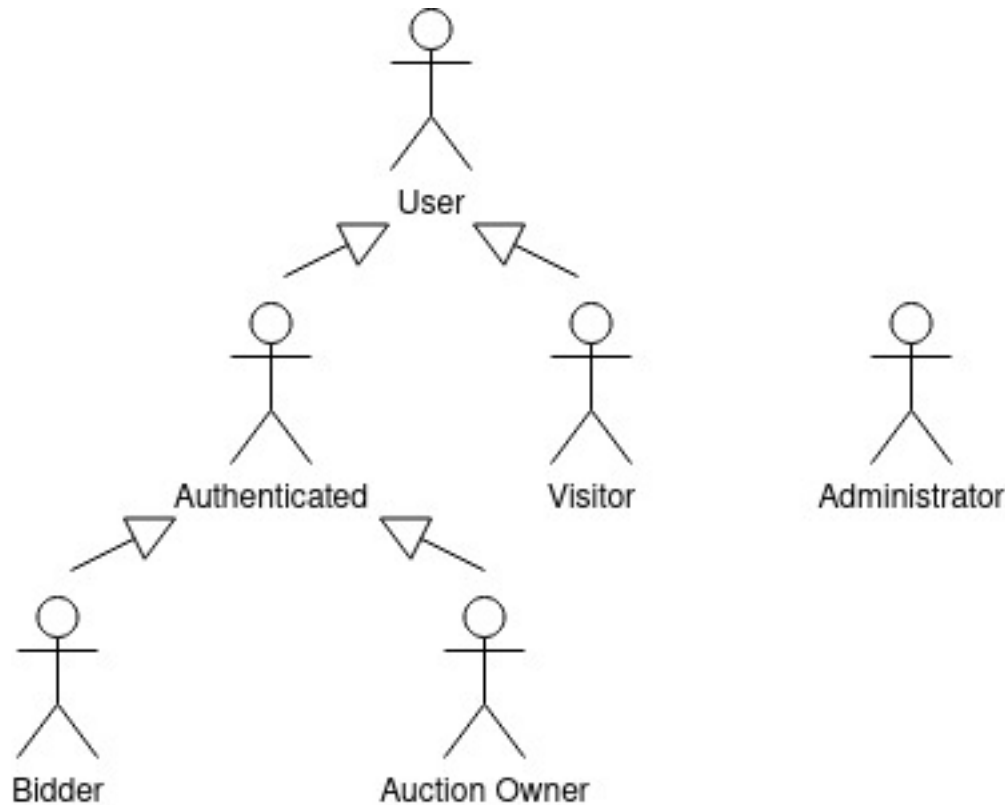 User
Authenticated
Visitor
Administrator
Bidder
Auction Owner